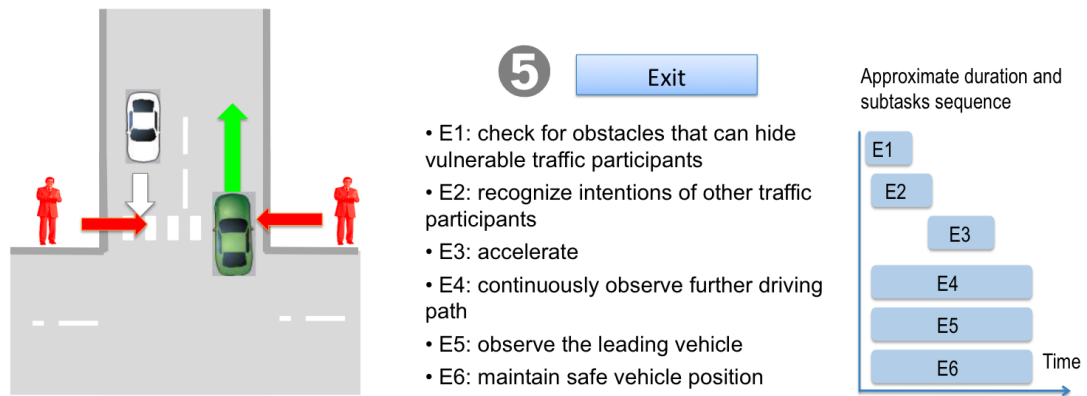 5
Exit
• E1: check for obstacles that can hide
vulnerable traffic participants
• E2: recognize intentions of other traffic
participants
• E3: accelerate
• E4: continuously observe further driving
path
• E5: observe the leading vehicle
• E6: maintain safe vehicle position
Approximate duration and
subtasks sequence
E1
E2
E3
E4
E5
E6
Time